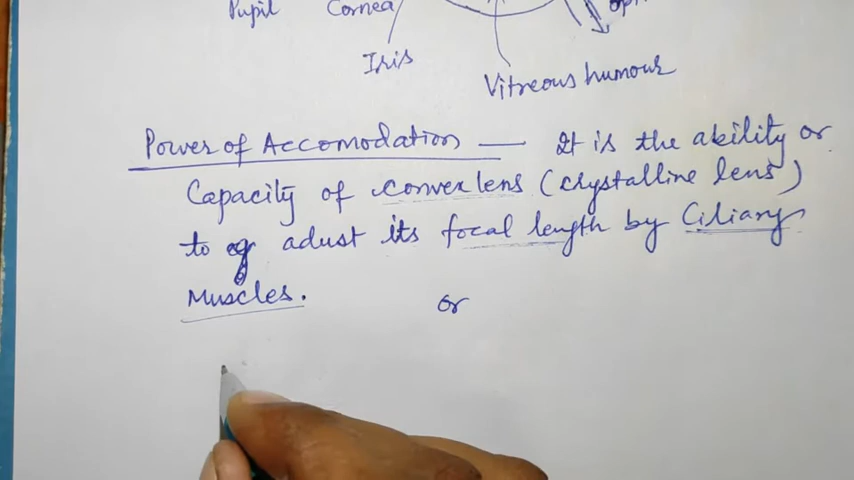 Pupil Cornea
Iris
Vitreous humour
Power of Accomodation — It is the ability or
Capacity of convex lens (crystalline lens)
to adust its focal length by Ciliary
Muscles.
or